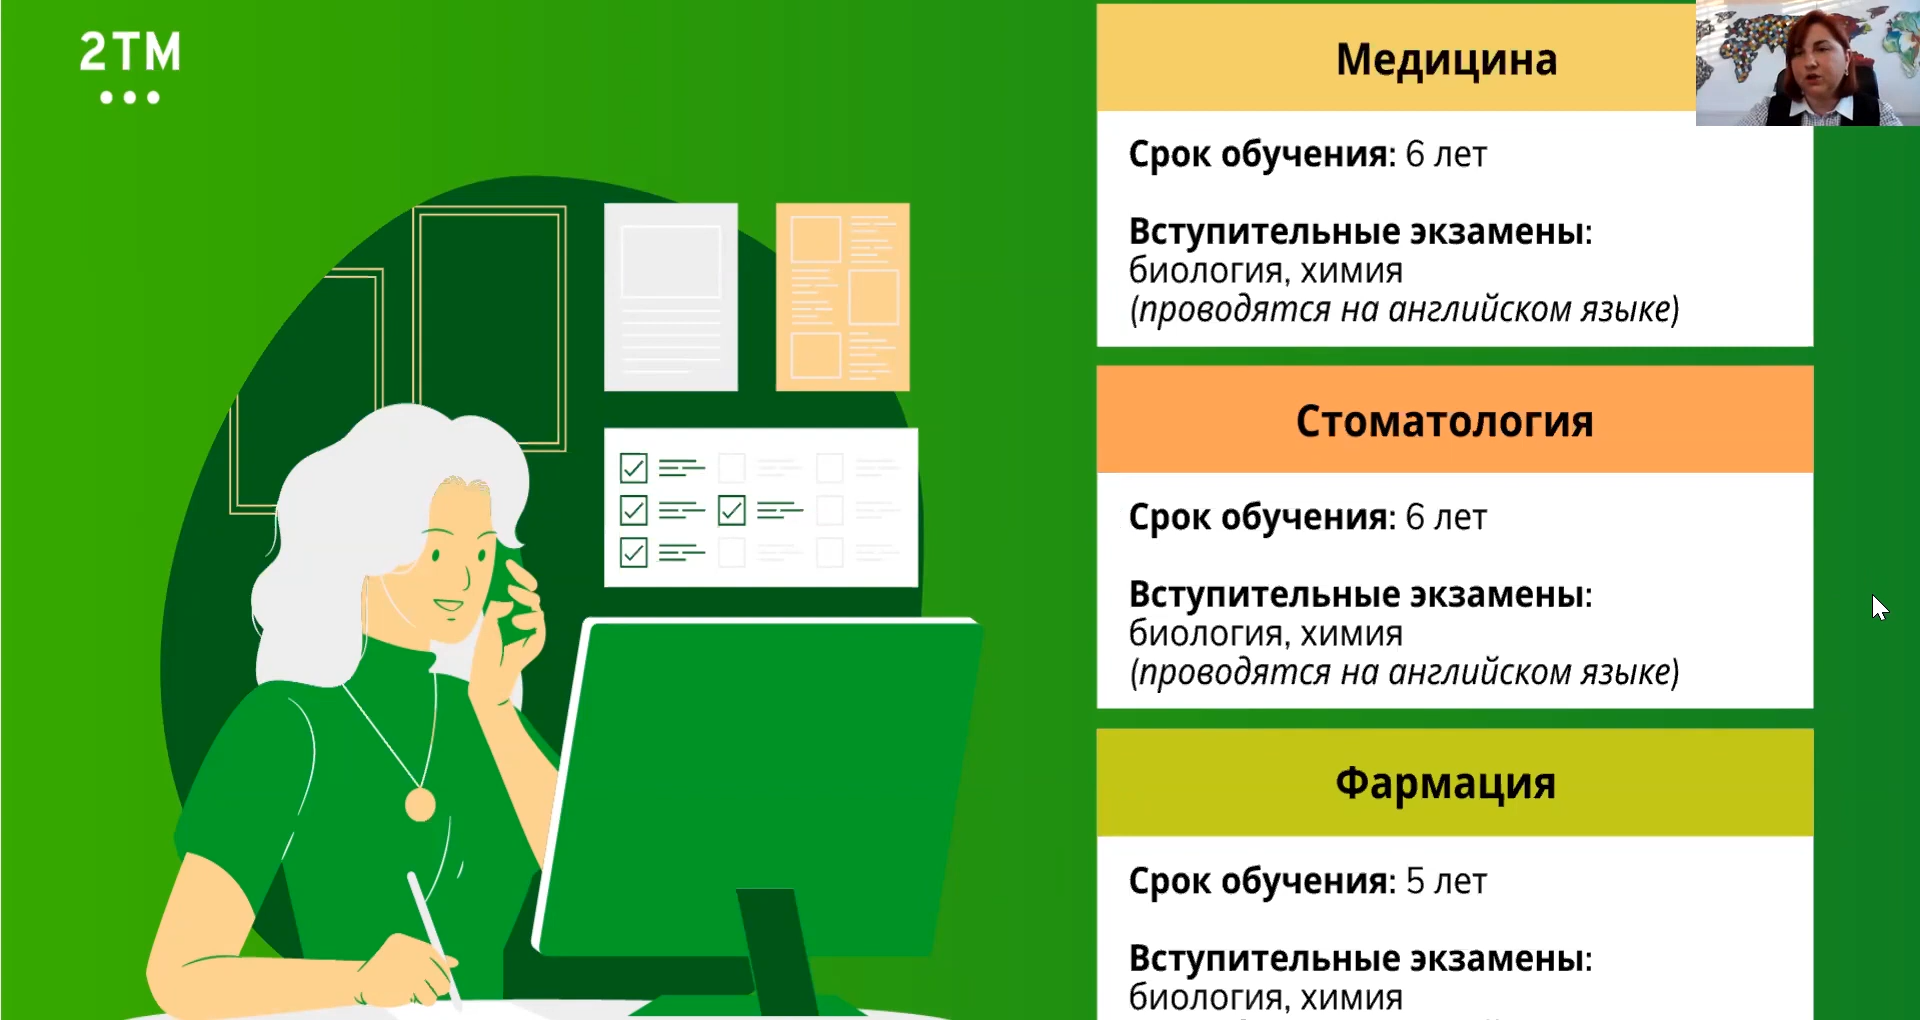 2TM
Медицина
Срок обучения: 6 лет
Вступительные экзамены:
биология, химия
(проводятся на английском языке)
Стоматология
Срок обучения: 6 лет
Вступительные экзамены:
биология, химия
(проводятся на английском языке)
Фармация
Срок обучения: 5 лет
Вступительные экзамены:
биология, химия